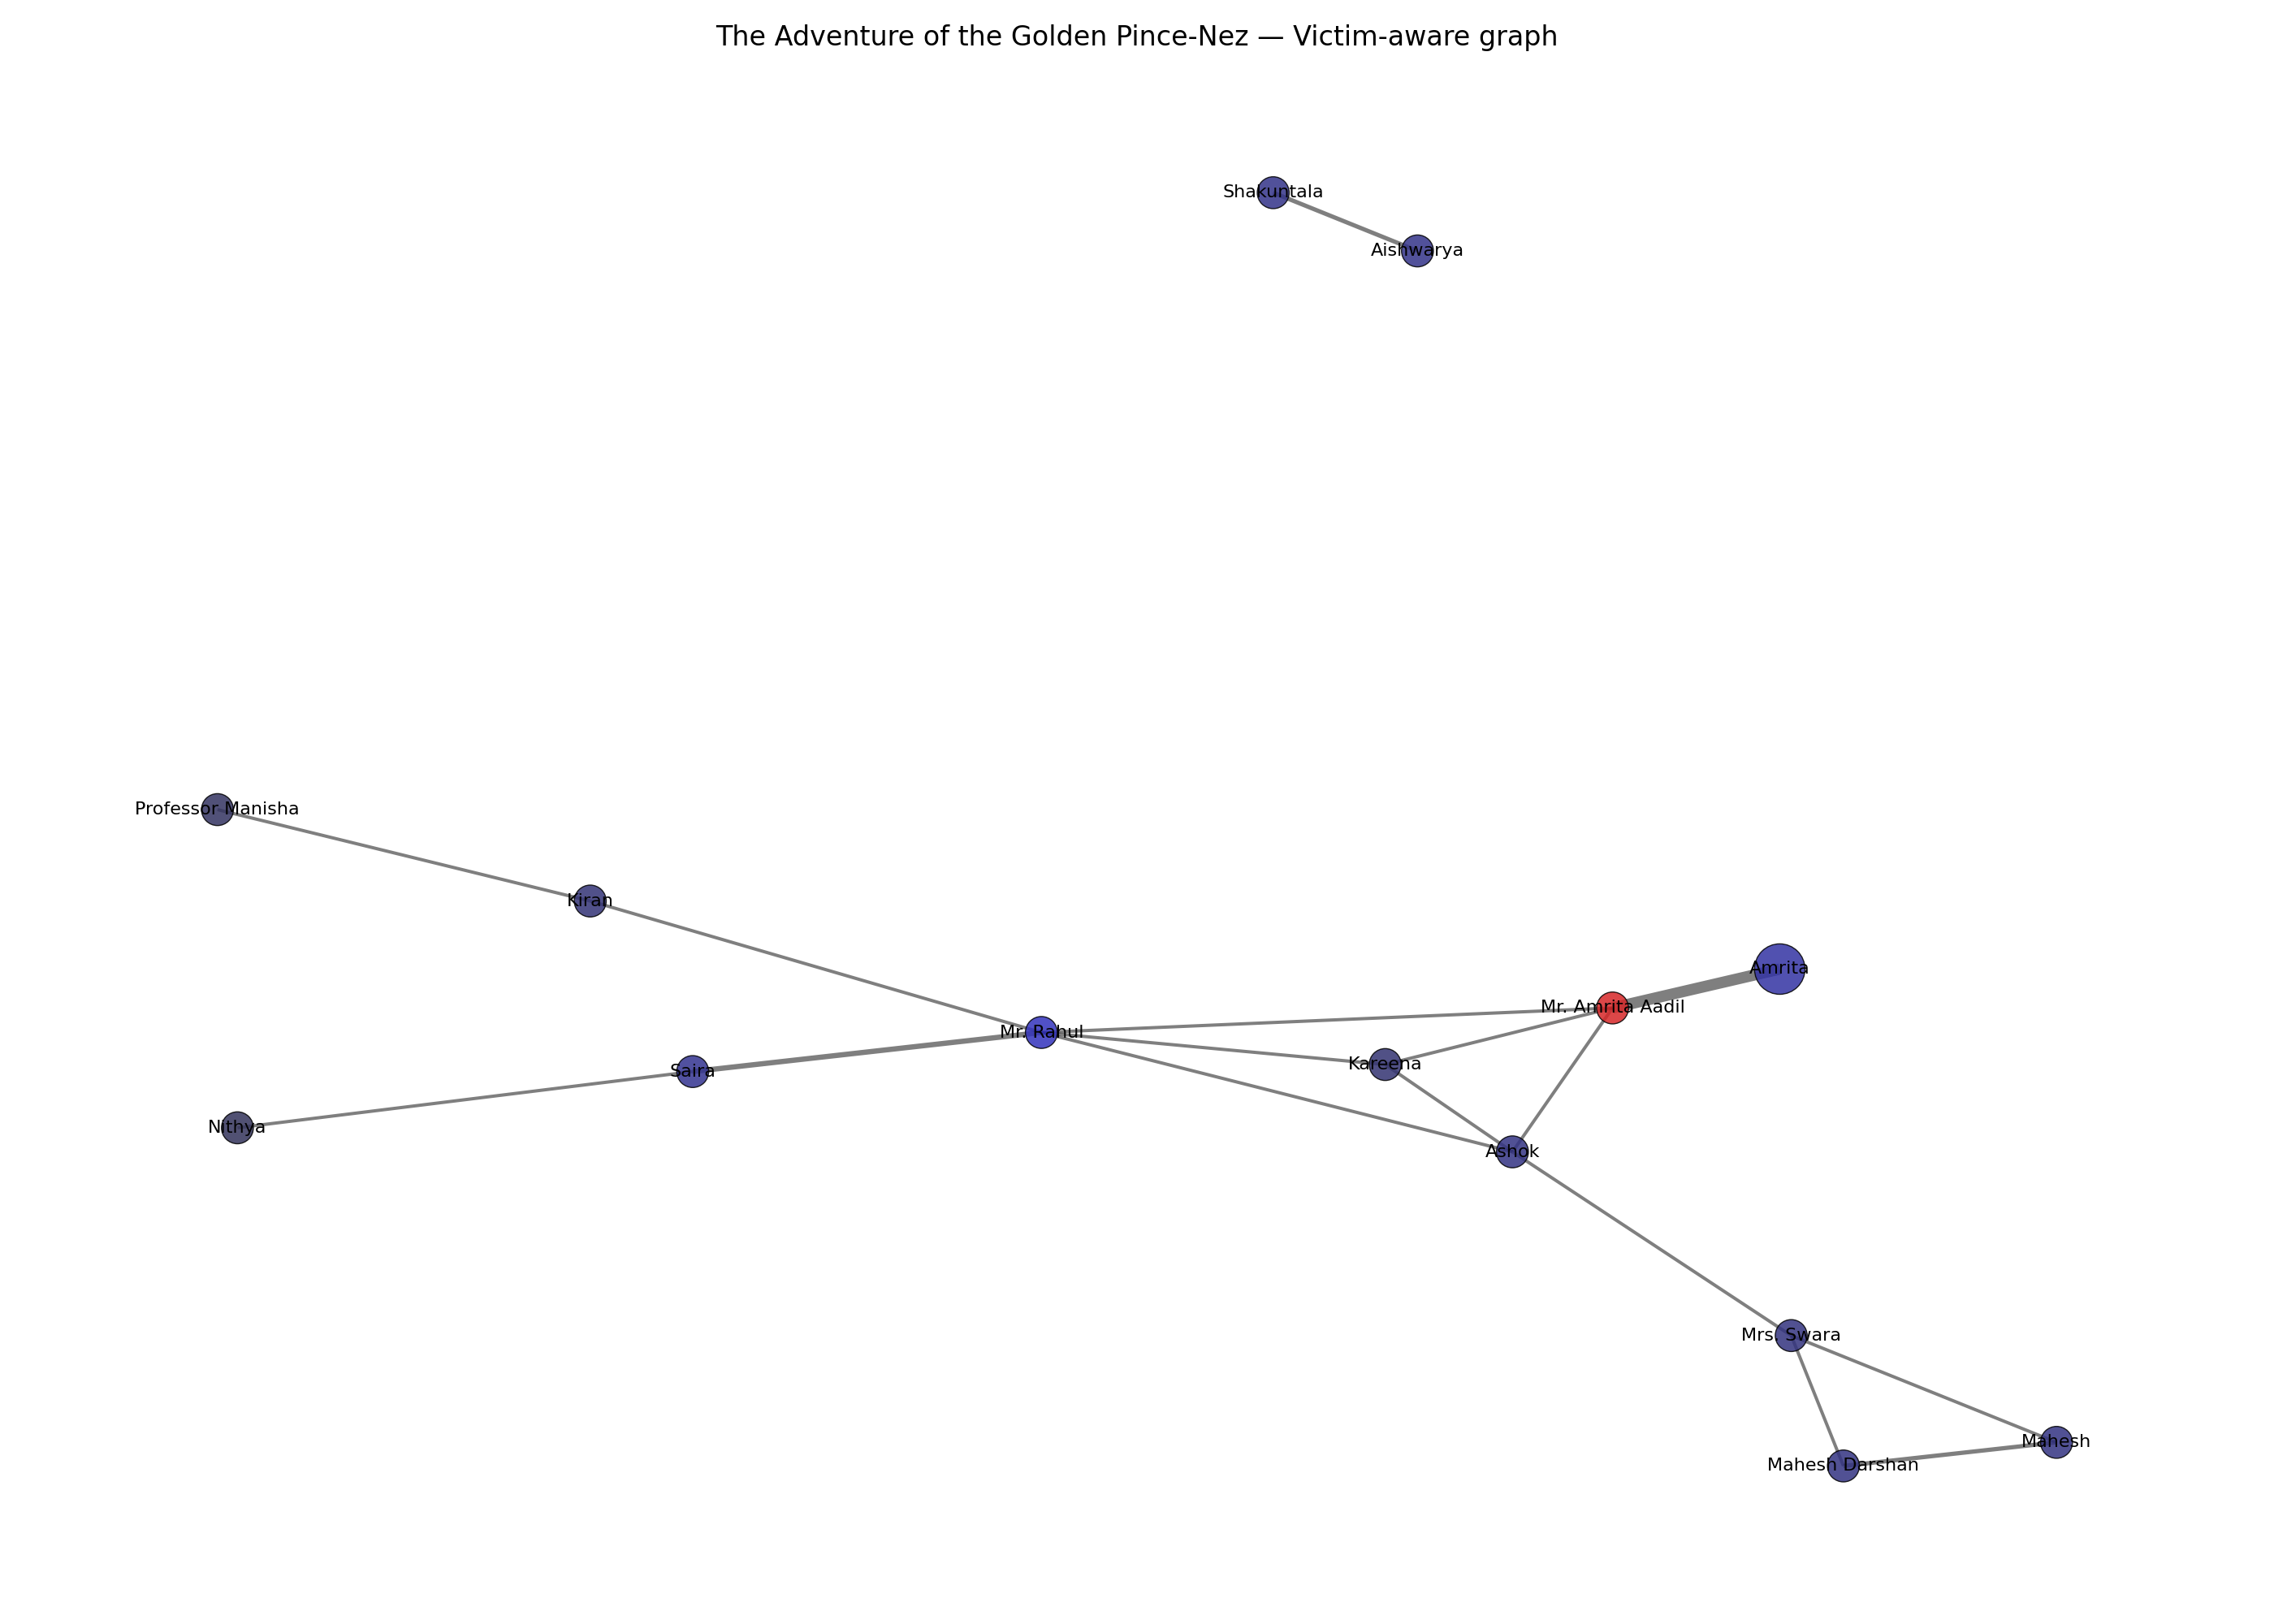 The Adventure of the Golden Pince-Nez — Victim-aware graph
Shakuntala
Aishwarya
Professor Manisha
Kiran
Amrita
Mr. Amrita Aadil
Mr. Rahul
Kareena
Saira
Nithya
Ashok
Mrs. Swara
Mahesh
Mahesh Darshan